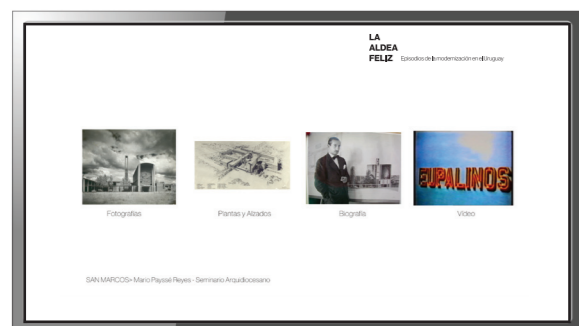 LA
ALDEA
FELIZ Episodios de la modernización en el Uruguay
EUPALINOS
Fotografías Plantas y Alzados Biografía Vídeo
SAN MARCOS> Mario Payssé Reyes - Seminario Arquidiocesano